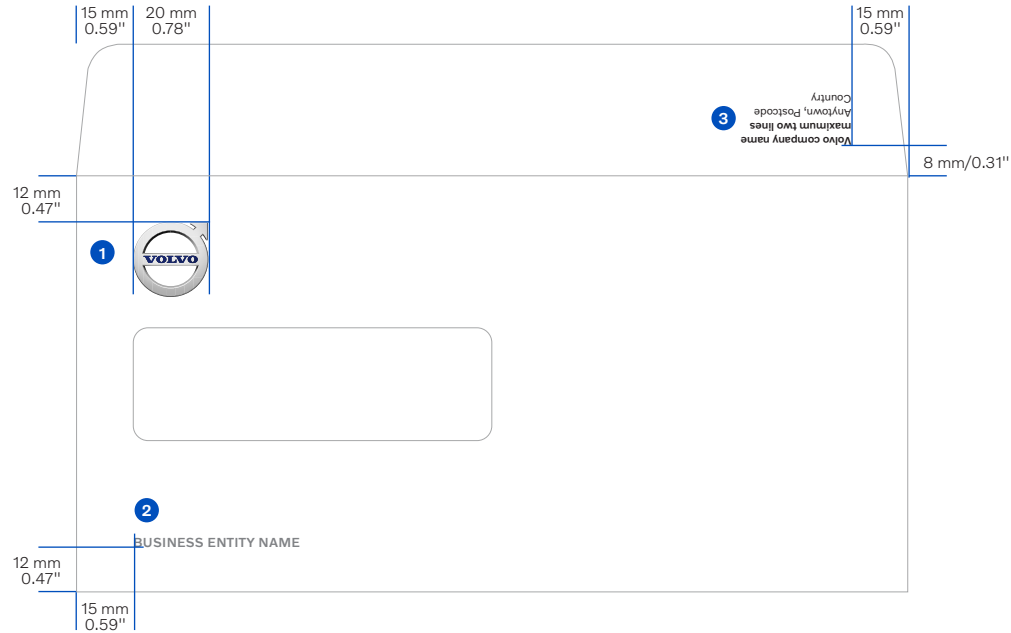 15 mm
0.59"
20 mm
0.78"
15 mm
0.59"
Country
Anytown, Postcode
maximum two lines
Volvo company name
3
8 mm/0.31"
12 mm
0.47"
1
VOLVO
2
BUSINESS ENTITY NAME
12 mm
0.47"
15 mm
0.59"